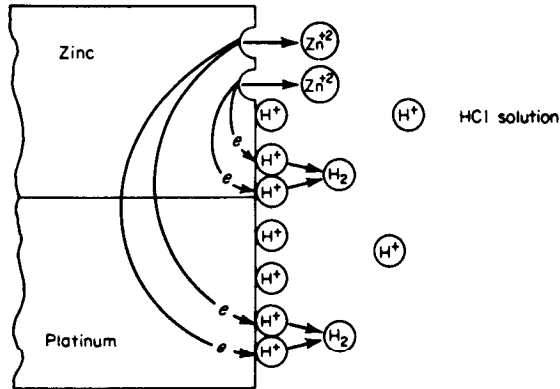 Zinc
Zn+2
Zn+2
H+
H+
HCl solution
e
H+
H2
e
H+
H+
H+
H+
Platinum
e
H+
H2
e
H+